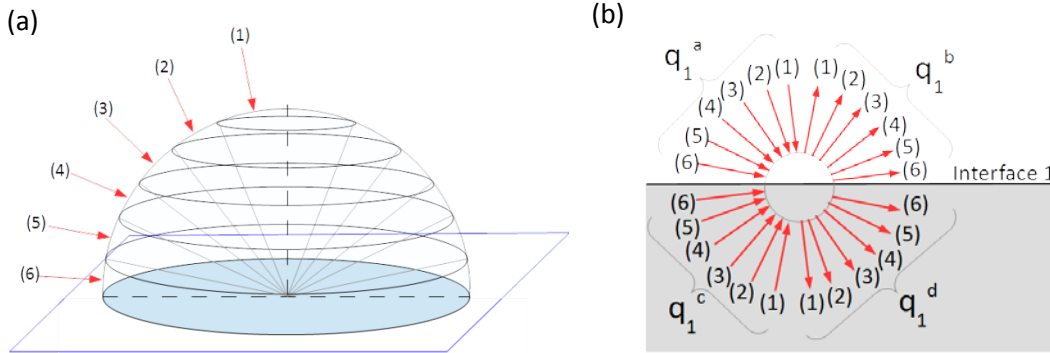 (a)
(1)
(2)
(3)
(4)
(5)
(6)
(b)
q₁ᵃ
q₁ᵇ
(1) (1)
(2) (2)
(3) (3)
(4) (4)
(5) (5)
(6) (6)
Interface 1
(6) (6)
(5) (5)
(4) (4)
(3) (3)
(2) (2)
(1) (1)
q₁ᶜ
q₁ᵈ